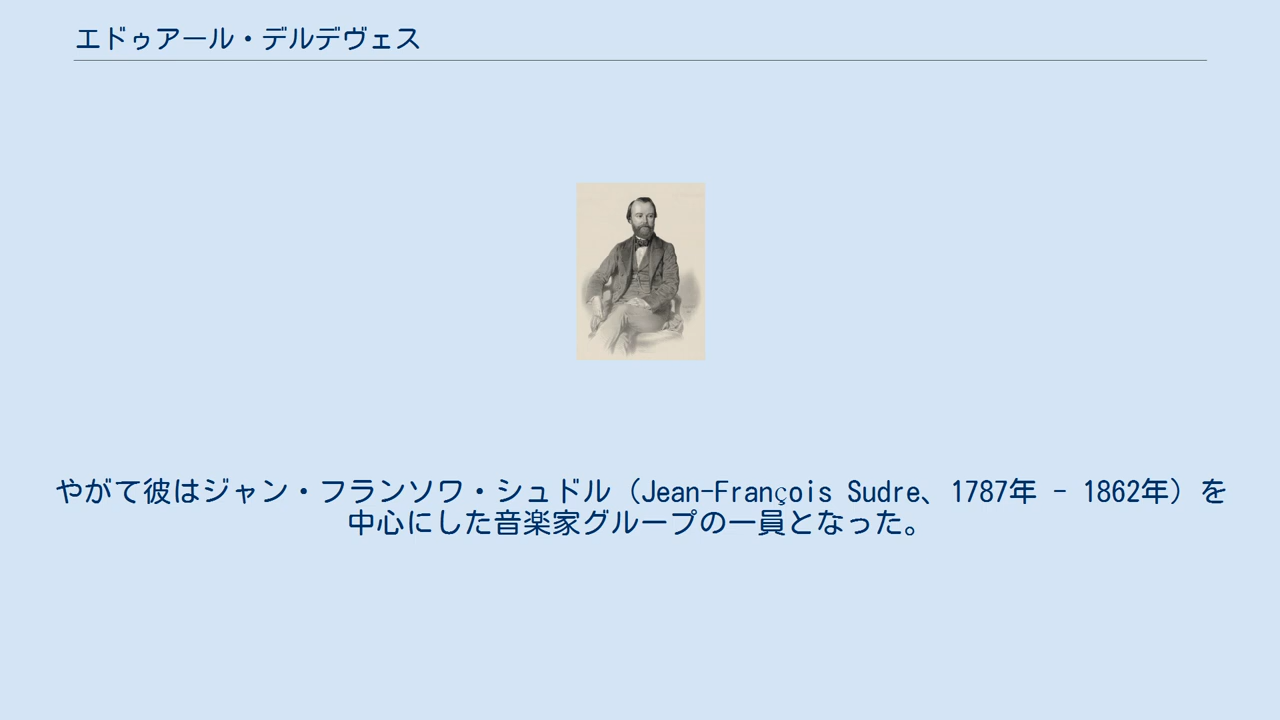 エドゥアール・デルデヴェス
やがて彼はジャン・フランソワ・シュドル（Jean-François Sudre、1787年 - 1862年）を
中心にした音楽家グループの一員となった。